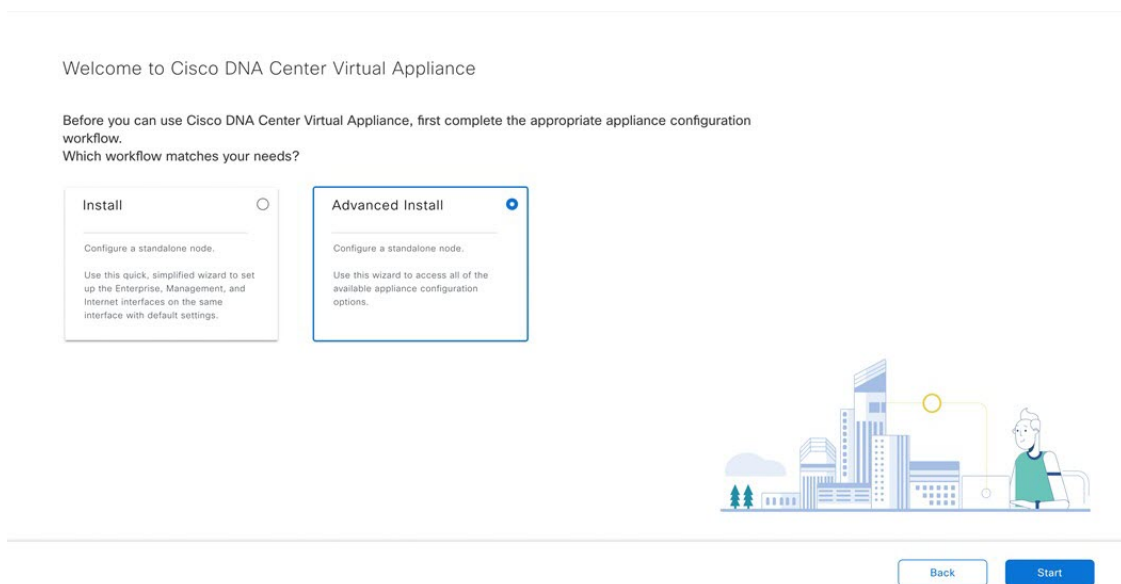 Welcome to Cisco DNA Center Virtual Appliance
Before you can use Cisco DNA Center Virtual Appliance, first complete the appropriate appliance configuration
workflow.
Which workflow matches your needs?
Install
Configure a standalone node.
Use this quick, simplified wizard to set
up the Enterprise, Management, and
Internet interfaces on the same
interface with default settings.
Advanced Install
Configure a standalone node.
Use this wizard to access all of the
available appliance configuration
options.
Back
Start